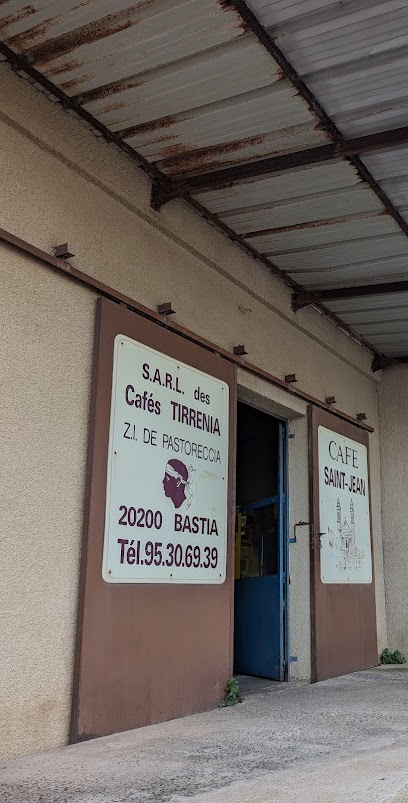 S.A.R.L. des
Cafés TIRRENIA
Z.I. DE PASTORECCIA
20200 BASTIA
Tél.95.30.69.39
CAFE
SAINT-JEAN